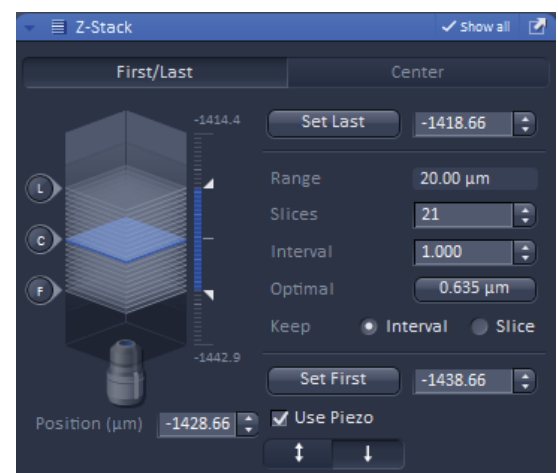 Z-Stack Show all
First/Last Center
-1414.4 Set Last -1418.66
L Range 20.00 µm
Slices 21
C Interval 1.000
F Optimal 0.635 µm
Keep Interval Slice
-1442.9 Set First -1438.66
Position (µm) -1428.66 Use Piezo